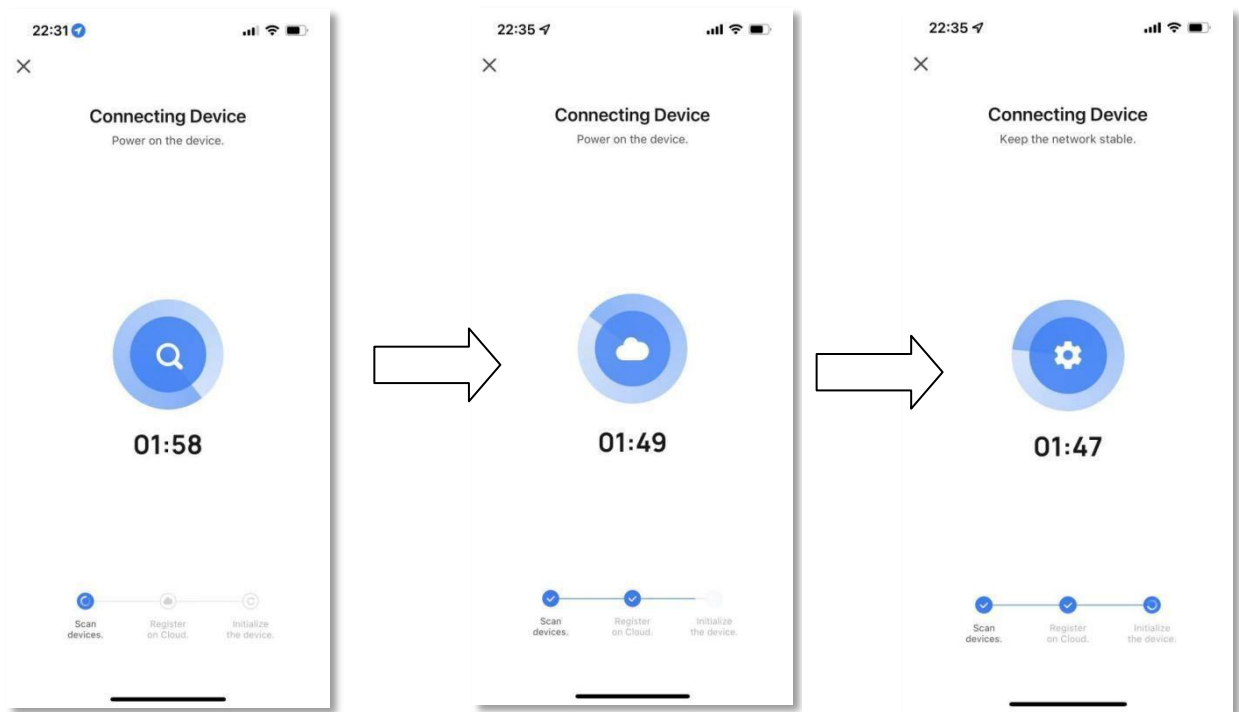 22:31
Connecting Device
Power on the device.
01:58
Scan
devices.
Register
on Cloud.
Initialize
the device.
22:35
Connecting Device
Power on the device.
01:49
Scan
devices.
Register
on Cloud.
Initialize
the device.
22:35
Connecting Device
Keep the network stable.
01:47
Scan
devices.
Register
on Cloud.
Initialize
the device.